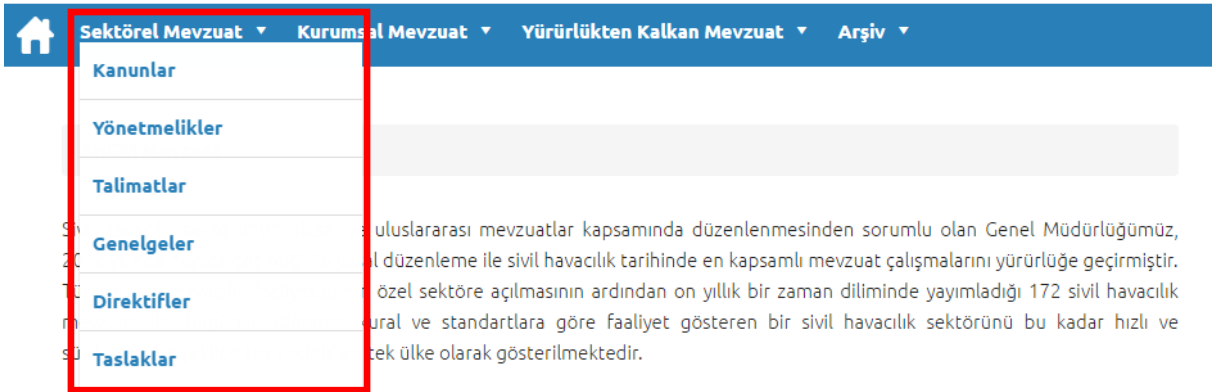 Sektörel Mevzuat Kurumsal Mevzuat Yürürlükten Kalkan Mevzuat Arşiv
Kanunlar
Yönetmelikler
Talimatlar
Genelgeler
Direktifler
Taslaklar
uluslararası mevzuatlar kapsamında düzenlenmesinden sorumlu olan Genel Müdürlüğümüz,
düzenleme ile sivil havacılık tarihinde en kapsamlı mevzuat çalışmalarını yürürlüğe geçirmiştir.
özel sektöre açılmasının ardından on yıllık bir zaman diliminde yayımladığı 172 sivil havacılık
ve standartlara göre faaliyet gösteren bir sivil havacılık sektörünü bu kadar hızlı ve
tek ülke olarak gösterilmektedir.